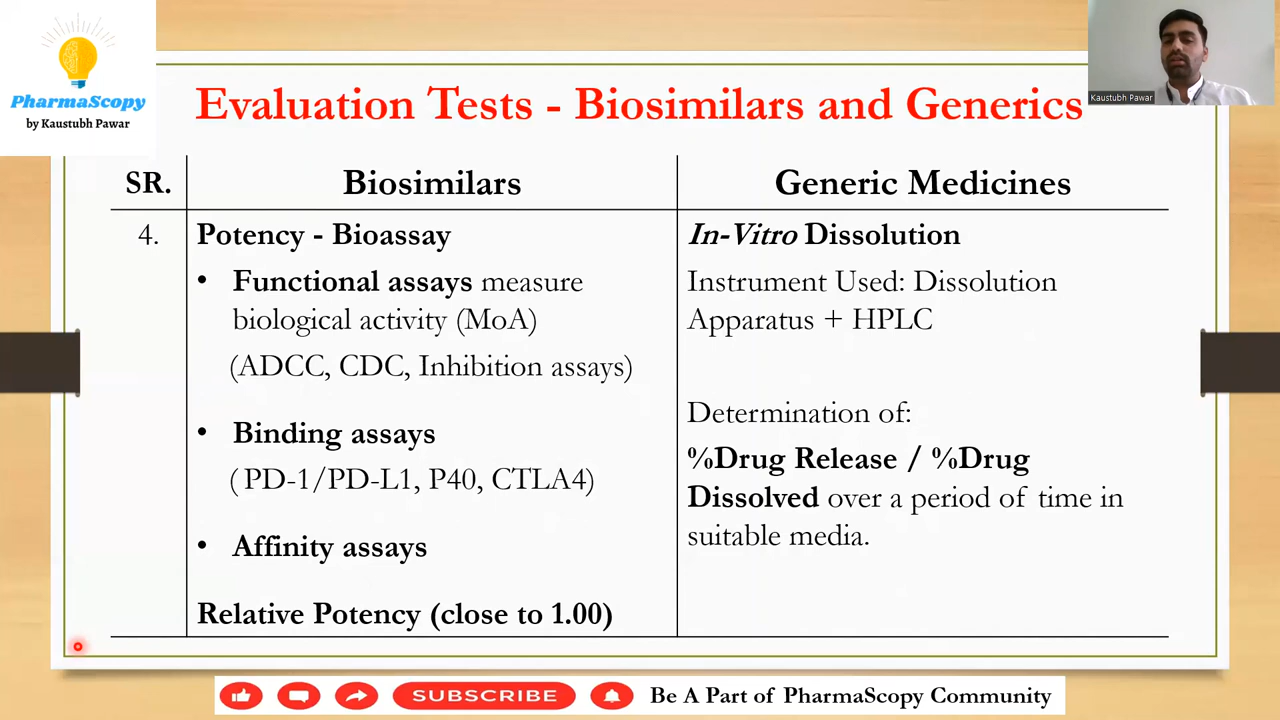 PharmaScopy
by Kaustubh Pawar
Kaustubh Pawar
Evaluation Tests - Biosimilars and Generics
SR.
Biosimilars
Generic Medicines
4.
Potency - Bioassay
• Functional assays measure
biological activity (MoA)
(ADCC, CDC, Inhibition assays)
• Binding assays
( PD-1/PD-L1, P40, CTLA4)
• Affinity assays
Relative Potency (close to 1.00)
In-Vitro Dissolution
Instrument Used: Dissolution
Apparatus + HPLC
Determination of:
%Drug Release / %Drug
Dissolved over a period of time in
suitable media.
SUBSCRIBE
Be A Part of PharmaScopy Community